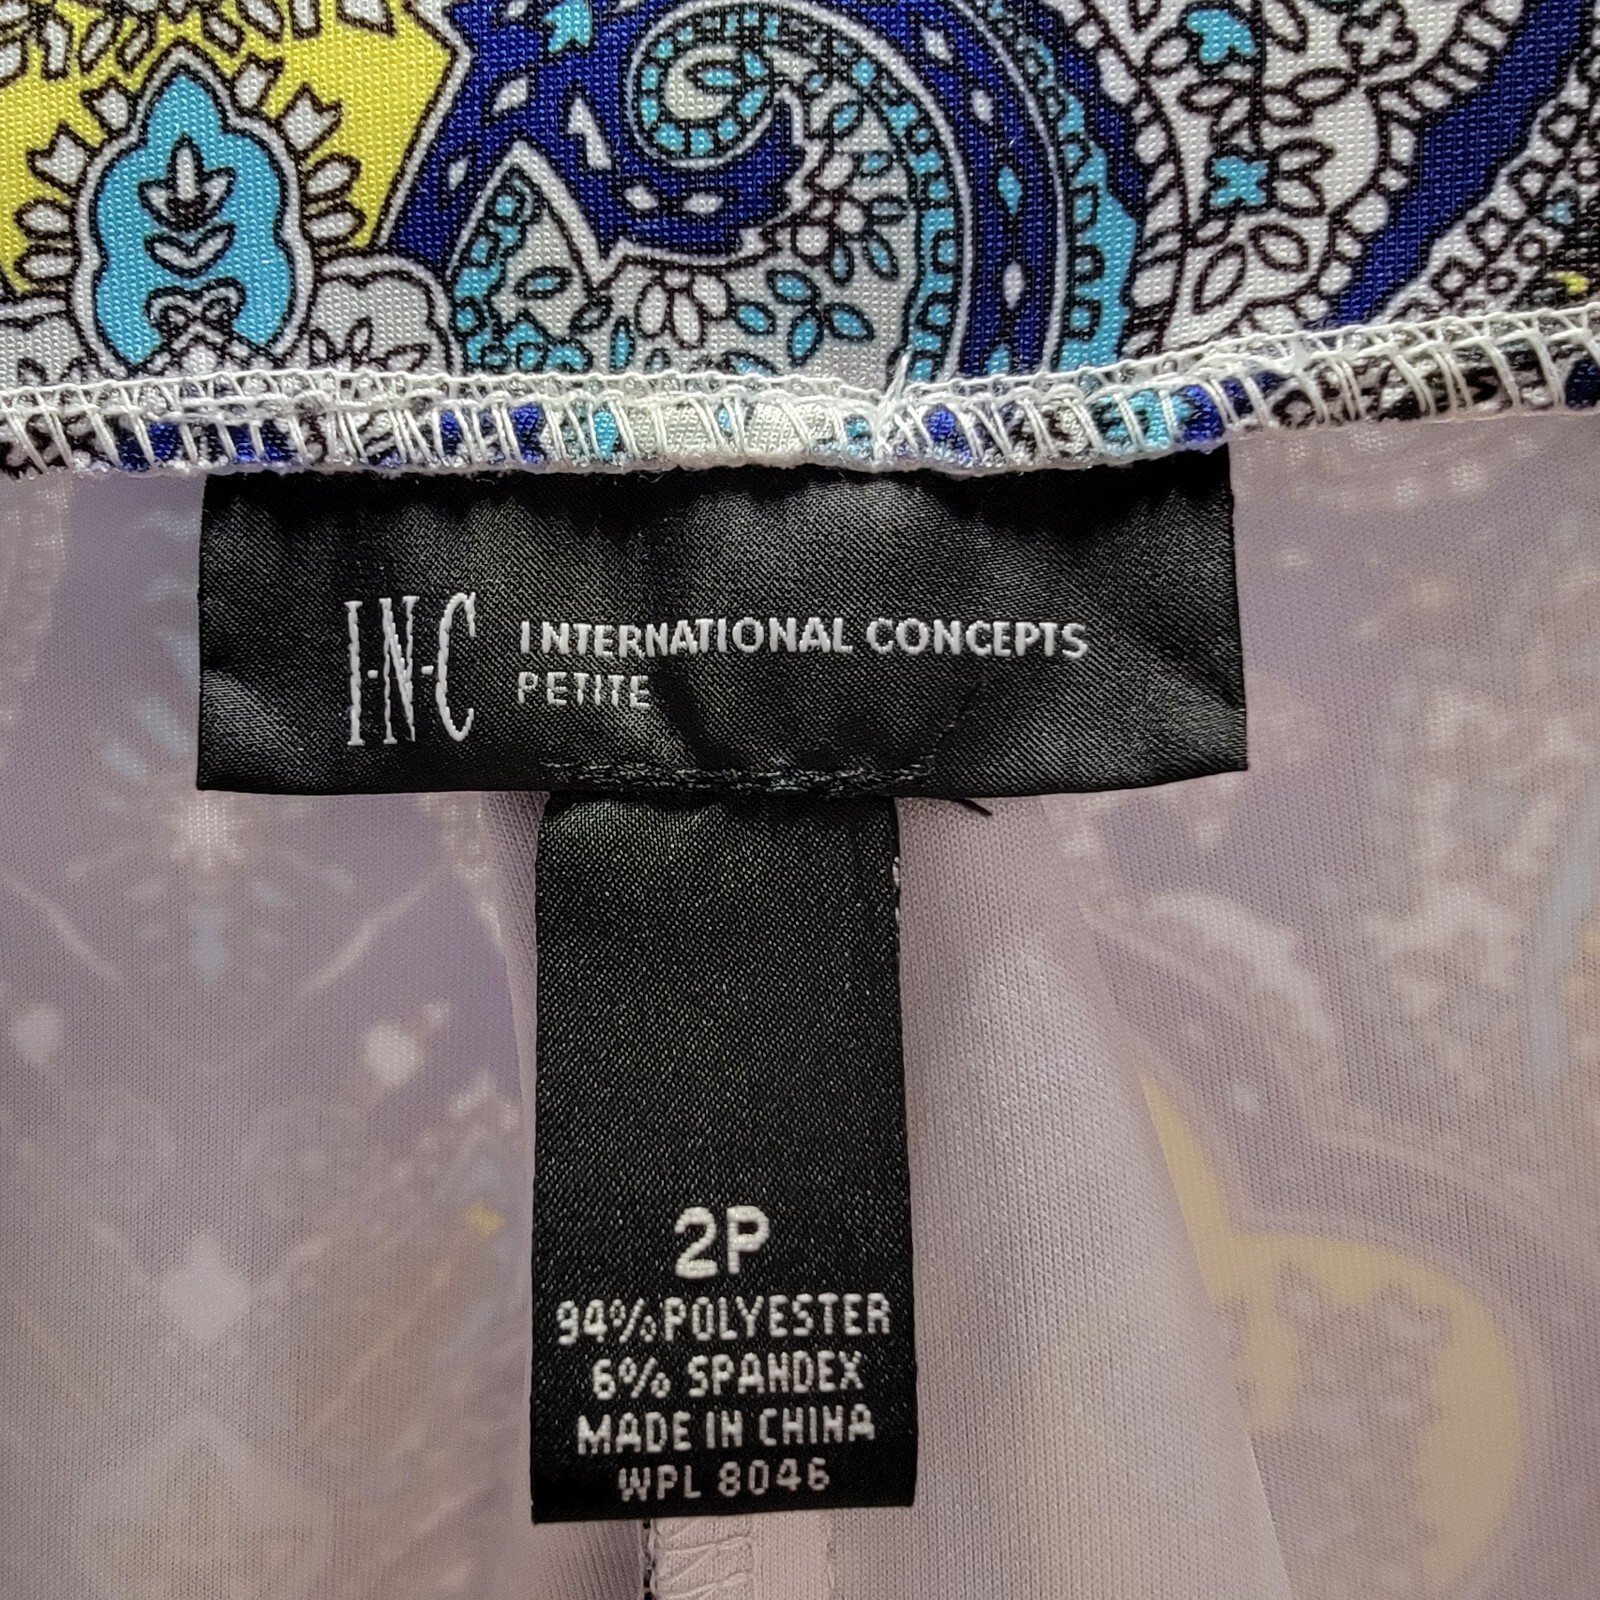 I·N·C INTERNATIONAL CONCEPTS
PETITE
2P
94% POLYESTER
6% SPANDEX
MADE IN CHINA
WPL 8046